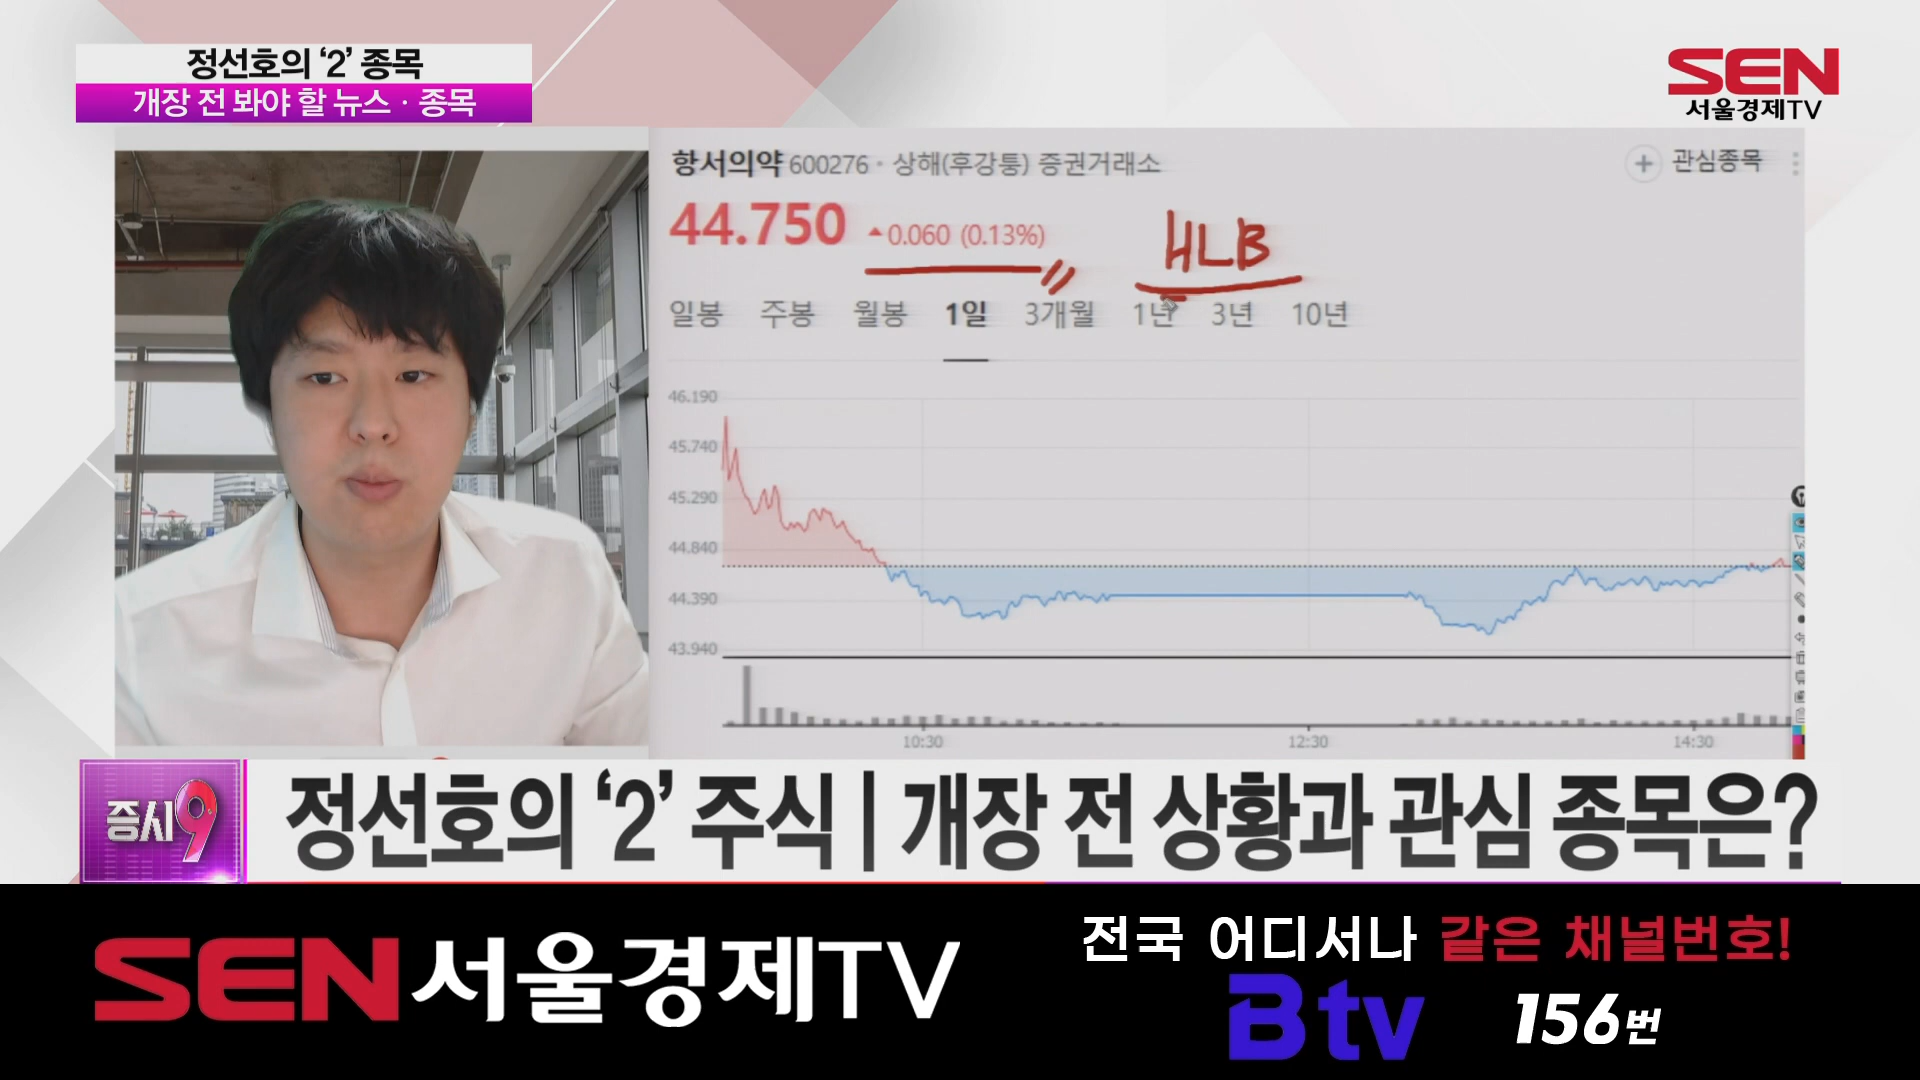 정선호의 ‘2’ 종목
개장 전 봐야 할 뉴스 · 종목
SEN
서울경제TV
항서의약 600276 · 상해(후강퉁) 증권거래소
+ 관심종목
44.750 ▲0.060 (0.13%)
HLB
일봉 주봉 월봉 1일 3개월 1년 3년 10년
46.190
45.740
45.290
44.840
44.390
43.940
10:30 12:30 14:30
증시9
정선호의 ‘2’ 주식 | 개장 전 상황과 관심 종목은?
SEN 서울경제TV
전국 어디서나 같은 채널번호!
B tv 156번